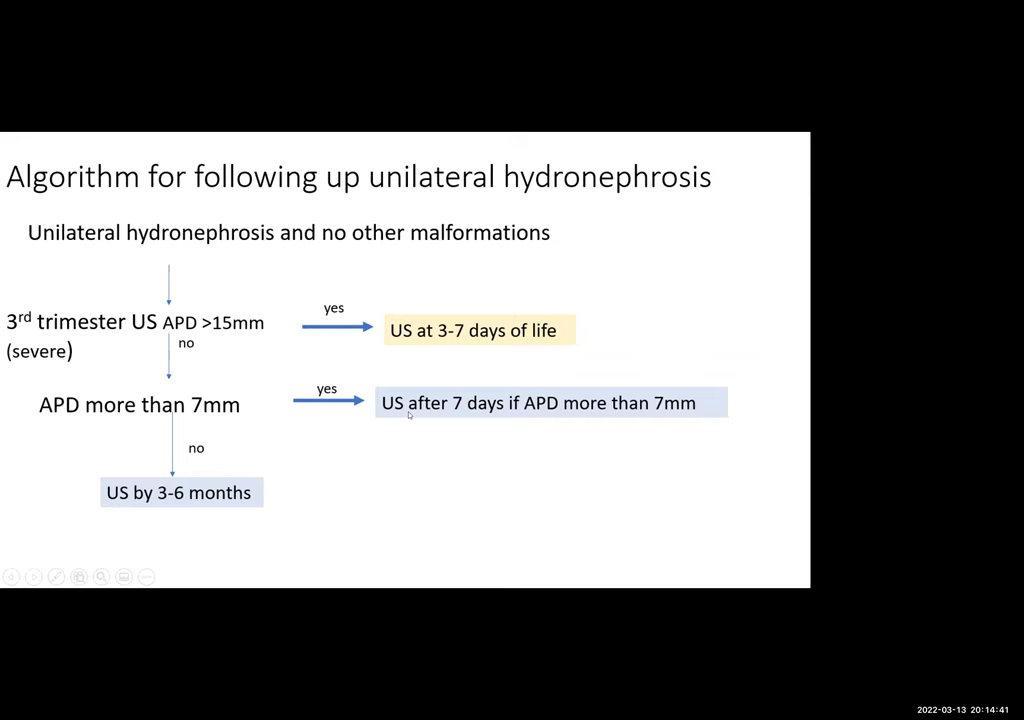 Algorithm for following up unilateral hydronephrosis
Unilateral hydronephrosis and no other malformations
3rd trimester US APD >15mm
(severe)
yes
US at 3-7 days of life
no
APD more than 7mm
yes
US after 7 days if APD more than 7mm
no
US by 3-6 months
2022-03-13 20:14:41